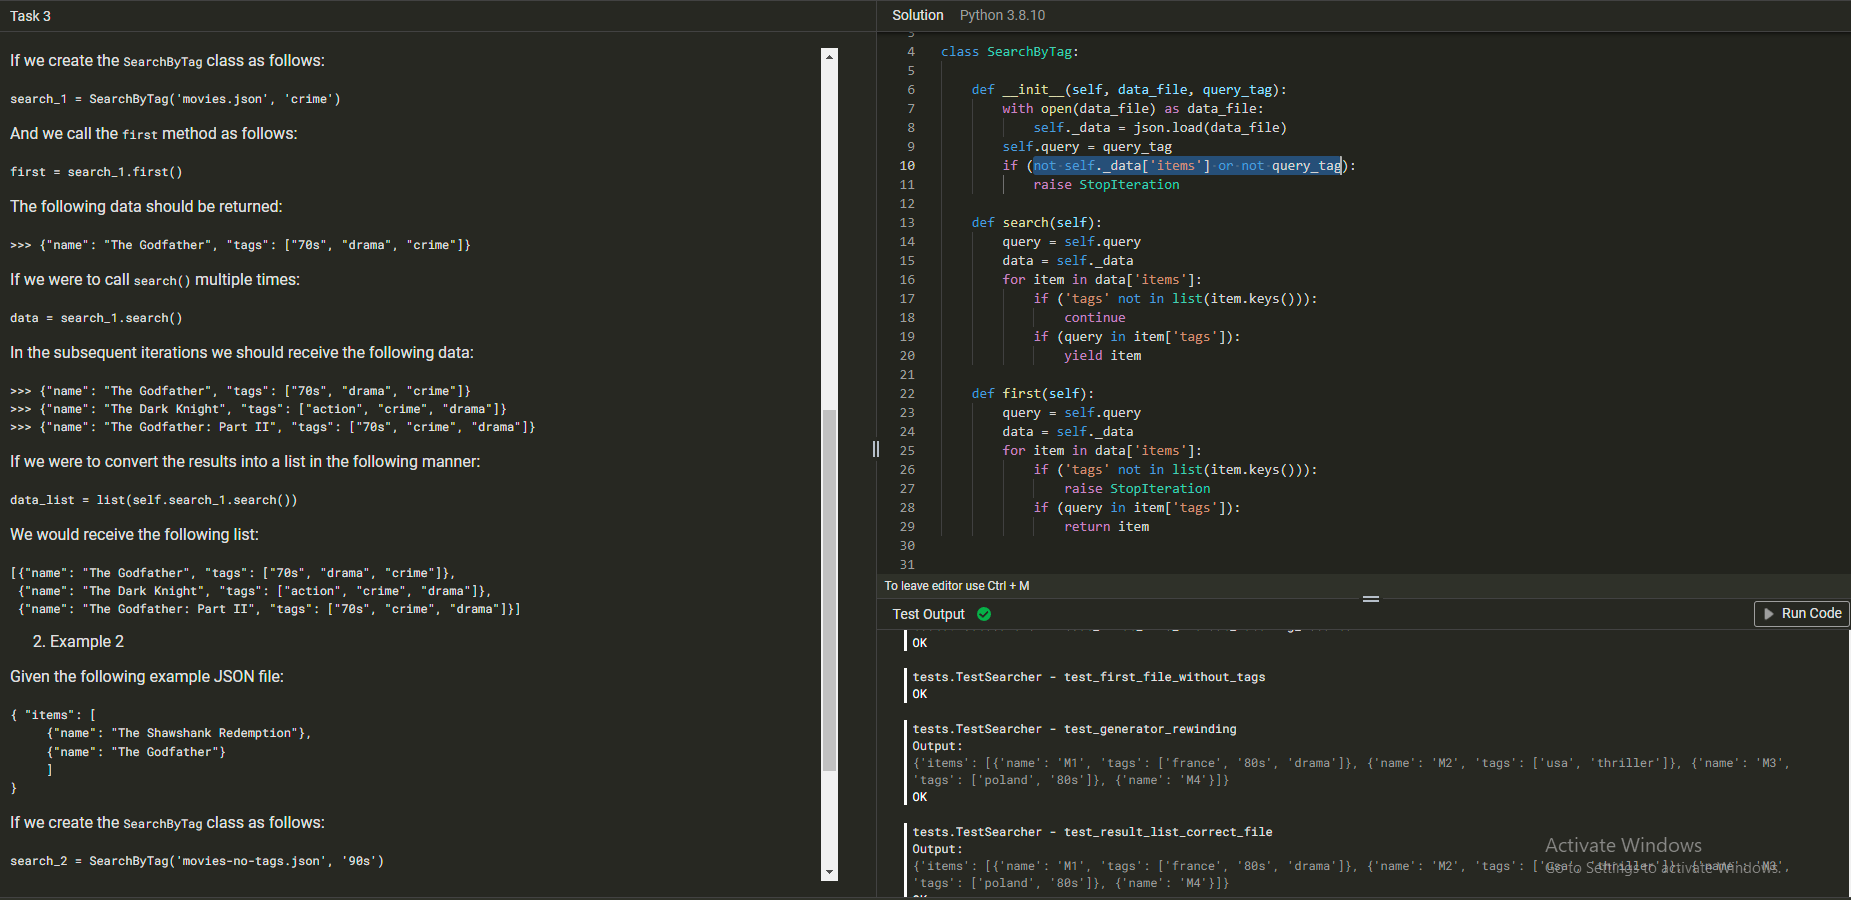 Task 3
If we create the SearchByTag class as follows:
search_1 = SearchByTag('movies.json', 'crime')
And we call the first method as follows:
first = search_1.first()
The following data should be returned:
>>> {"name": "The Godfather", "tags": ["70s", "drama", "crime"]}
If we were to call search() multiple times:
data = search_1.search()
In the subsequent iterations we should receive the following data:
>>> {"name": "The Godfather", "tags": ["70s", "drama", "crime"]}
>>> {"name": "The Dark Knight", "tags": ["action", "crime", "drama"]}
>>> {"name": "The Godfather: Part II", "tags": ["70s", "crime", "drama"]}
If we were to convert the results into a list in the following manner:
data_list = list(self.search_1.search())
We would receive the following list:
[{"name": "The Godfather", "tags": ["70s", "drama", "crime"]},
{"name": "The Dark Knight", "tags": ["action", "crime", "drama"]},
{"name": "The Godfather: Part II", "tags": ["70s", "crime", "drama"]}]
2. Example 2
Given the following example JSON file:
{ "items": [
{"name": "The Shawshank Redemption"},
{"name": "The Godfather"}
]
}
If we create the SearchByTag class as follows:
search_2 = SearchByTag('movies-no-tags.json', '90s')
Solution Python 3.8.10
3
4 class SearchByTag:
5
6 def __init__(self, data_file, query_tag):
7 with open(data_file) as data_file:
8 self._data = json.load(data_file)
9 self.query = query_tag
10 if (not self._data['items'] or not query_tag):
11 raise StopIteration
12
13 def search(self):
14 query = self.query
15 data = self._data
16 for item in data['items']:
17 if ('tags' not in list(item.keys())):
18 continue
19 if (query in item['tags']):
20 yield item
21
22 def first(self):
23 query = self.query
24 data = self._data
25 for item in data['items']:
26 if ('tags' not in list(item.keys())):
27 raise StopIteration
28 if (query in item['tags']):
29 return item
30
31
To leave editor use Ctrl + M
Test Output
Run Code
OK
tests.TestSearcher - test_first_file_without_tags
OK
tests.TestSearcher - test_generator_rewinding
Output:
{'items': [{'name': 'M1', 'tags': ['france', '80s', 'drama']}, {'name': 'M2', 'tags': ['usa', 'thriller']}, {'name': 'M3',
'tags': ['poland', '80s']}, {'name': 'M4'}]}
OK
tests.TestSearcher - test_result_list_correct_file
Output:
{'items': [{'name': 'M1', 'tags': ['france', '80s', 'drama']}, {'name': 'M2', 'tags': ['usa', 'thriller']}, {'name': 'M3',
'tags': ['poland', '80s']}, {'name': 'M4'}]}
Activate Windows
Go to Settings to activate Windows.